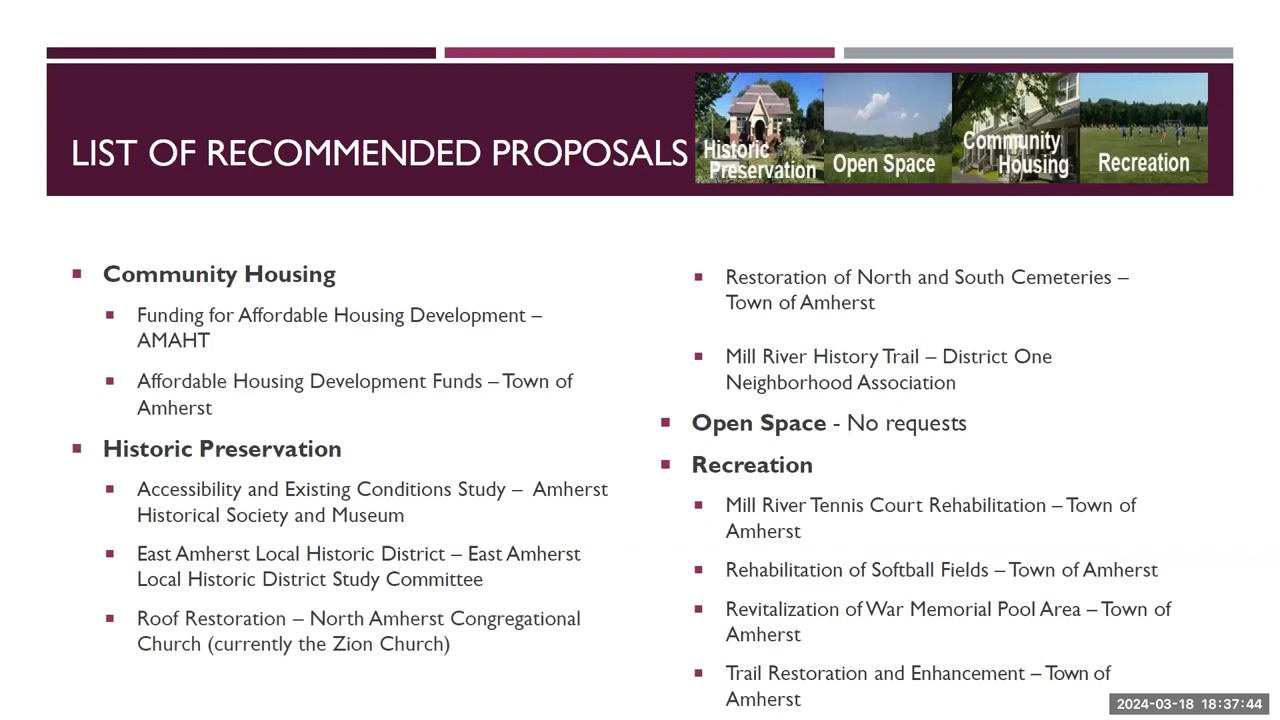 LIST OF RECOMMENDED PROPOSALS
Historic
Preservation
Open Space
Community
Housing
Recreation
Community Housing
Funding for Affordable Housing Development –
AMAHT
Affordable Housing Development Funds – Town of
Amherst
Historic Preservation
Accessibility and Existing Conditions Study – Amherst
Historical Society and Museum
East Amherst Local Historic District – East Amherst
Local Historic District Study Committee
Roof Restoration – North Amherst Congregational
Church (currently the Zion Church)
Restoration of North and South Cemeteries –
Town of Amherst
Mill River History Trail – District One
Neighborhood Association
Open Space - No requests
Recreation
Mill River Tennis Court Rehabilitation – Town of
Amherst
Rehabilitation of Softball Fields – Town of Amherst
Revitalization of War Memorial Pool Area – Town of
Amherst
Trail Restoration and Enhancement – Town of
Amherst
2024-03-18 18:37:44